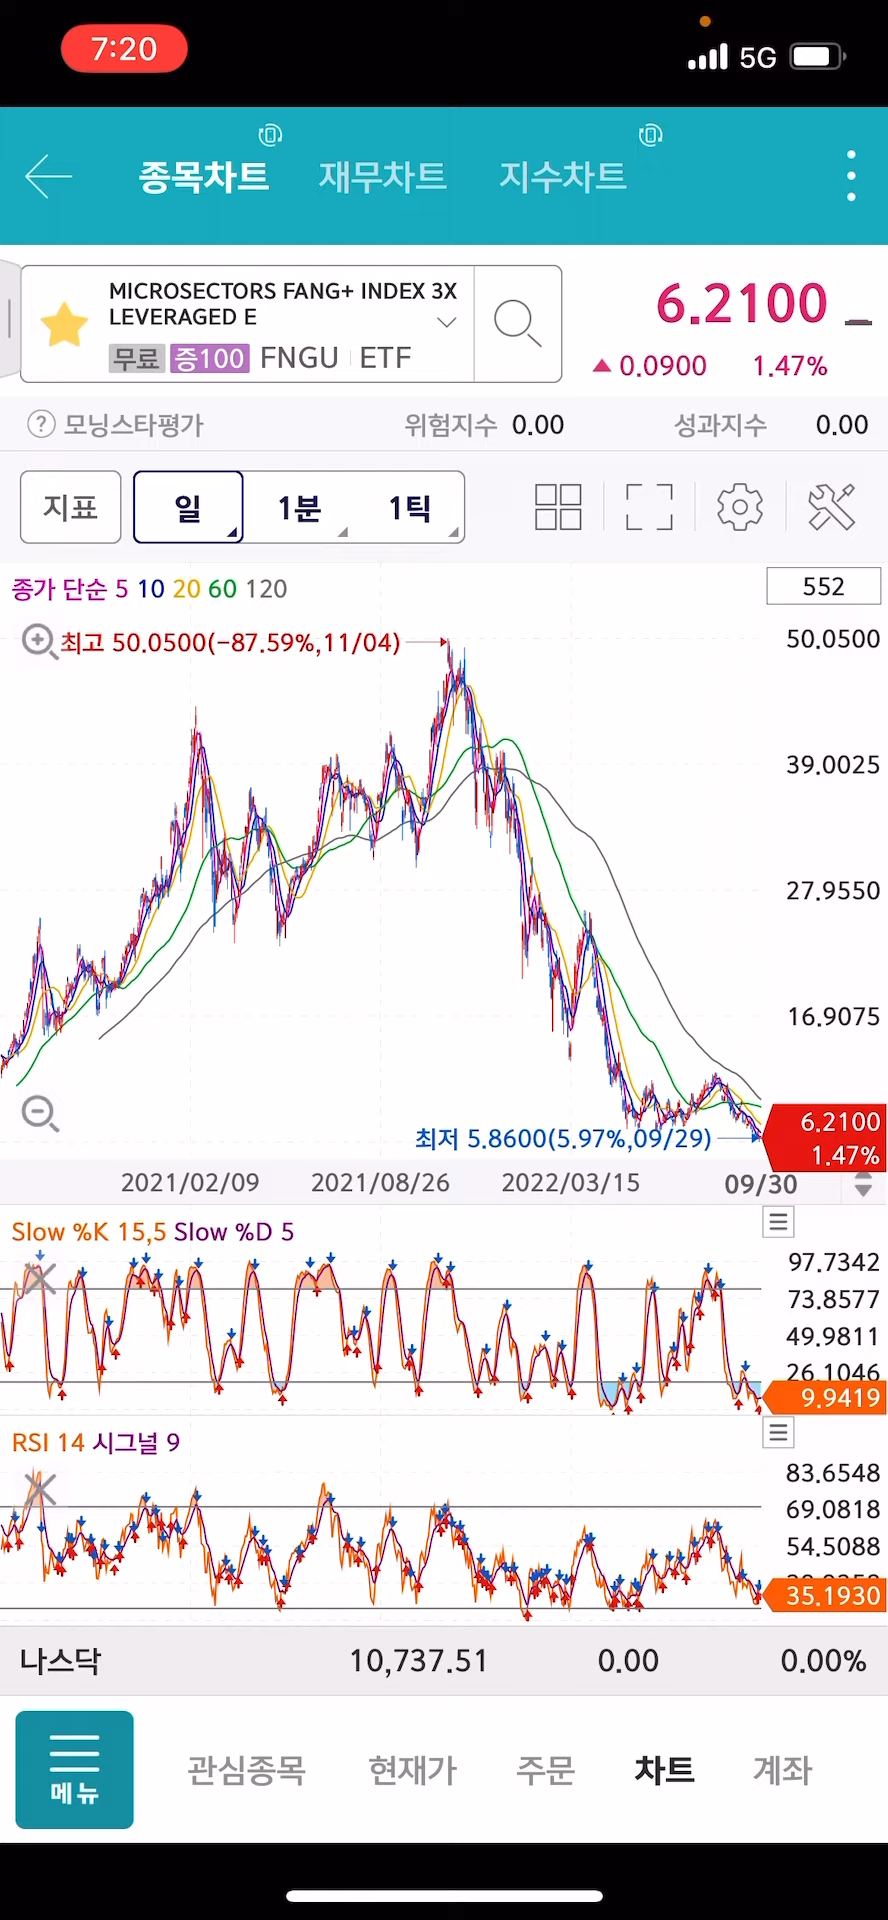 7:20
5G
종목차트 재무차트 지수차트
MICROSECTORS FANG+ INDEX 3X
LEVERAGED E
무료 증100 FNGU ETF
6.2100
▲ 0.0900 1.47%
? 모닝스타평가 위험지수 0.00 성과지수 0.00
지표 일 1분 1틱
종가 단순 5 10 20 60 120
552
최고 50.0500(-87.59%,11/04)
50.0500
39.0025
27.9550
16.9075
최저 5.8600(5.97%,09/29)
6.2100
1.47%
2021/02/09 2021/08/26 2022/03/15 09/30
Slow %K 15,5 Slow %D 5
97.7342
73.8577
49.9811
26.1046
9.9419
RSI 14 시그널 9
83.6548
69.0818
54.5088
35.1930
나스닥 10,737.51 0.00 0.00%
메뉴 관심종목 현재가 주문 차트 계좌